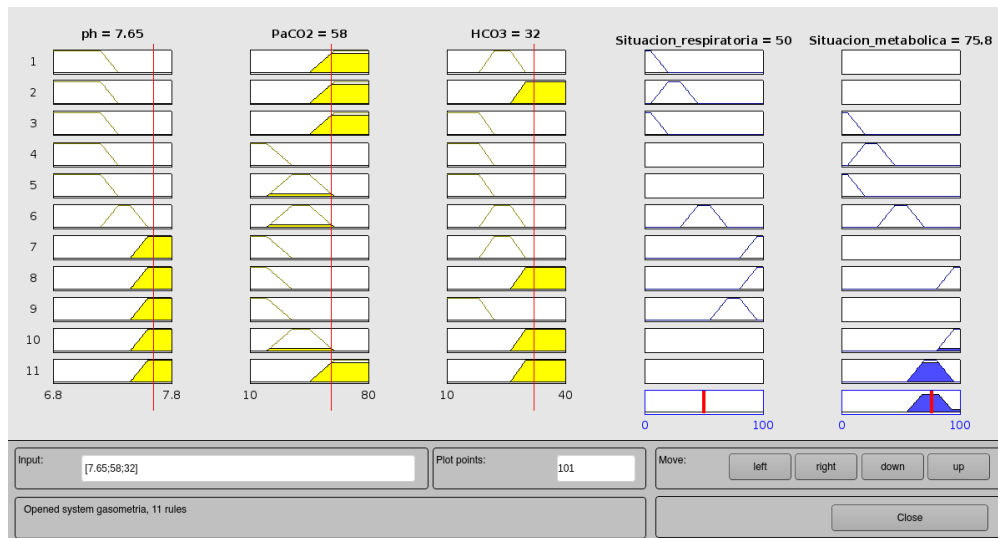 ph = 7.65 PaCO2 = 58 HCO3 = 32 Situacion_respiratoria = 50 Situacion_metabolica = 75.8
1
2
3
4
5
6
7
8
9
10
11
6.8 7.8 10 80 10 40
0 100 0 100
Input: [7.65;58;32] Plot points: 101 Move: left right down up
Opened system gasometria, 11 rules Close